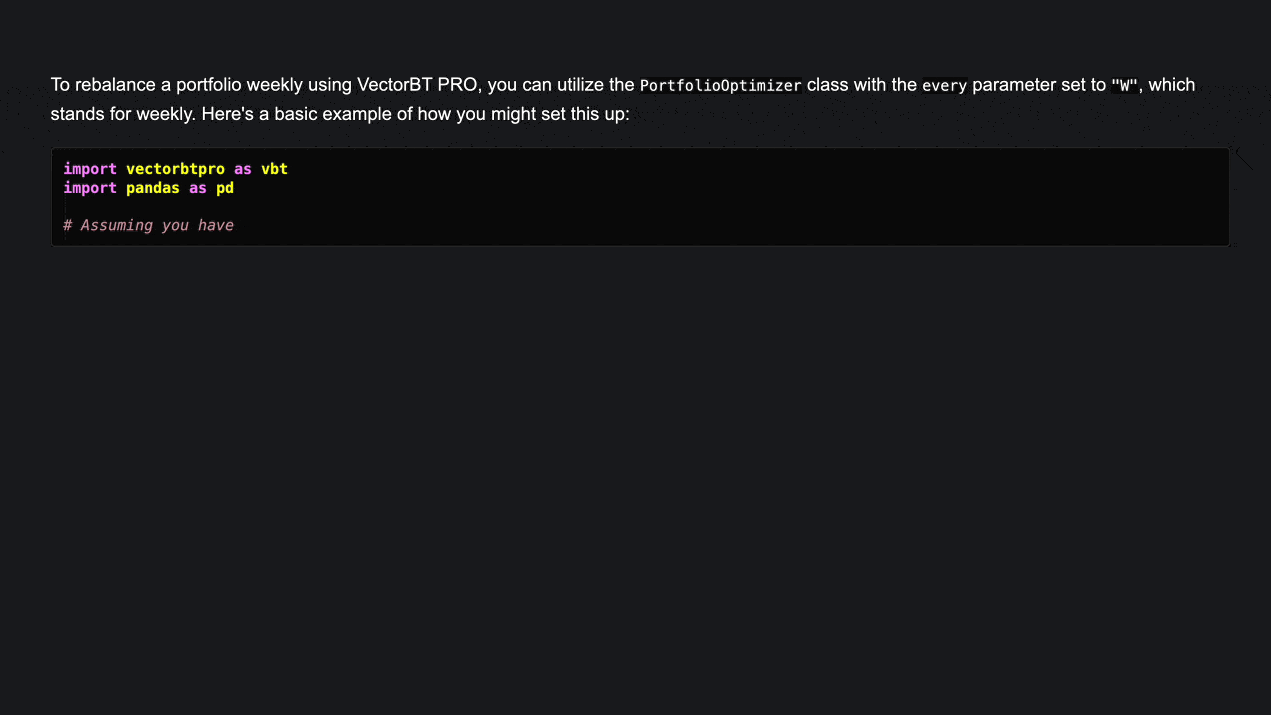 To rebalance a portfolio weekly using VectorBT PRO, you can utilize the PortfolioOptimizer class with the every parameter set to "W", which
stands for weekly. Here's a basic example of how you might set this up:
import vectorbtpro as vbt
import pandas as pd
# Assuming you have